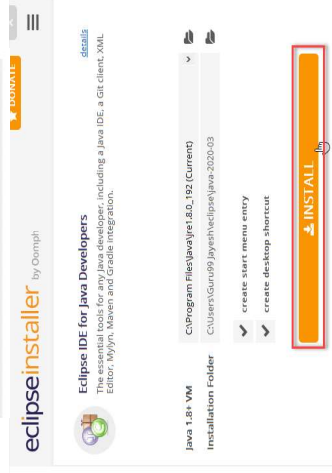 DONATE
eclipseinstaller by Oomph
Eclipse IDE for Java Developers
details
The essential tools for any Java developer, including a Java IDE, a Git client, XML
Editor, Mylyn, Maven and Gradle integration.
Java 1.8+ VM
C:\Program Files\Java\jre1.8.0_192 (Current)
Installation Folder
C:\Users\Guru99 Jayesh\eclipse\java-2020-03
create start menu entry
create desktop shortcut
INSTALL